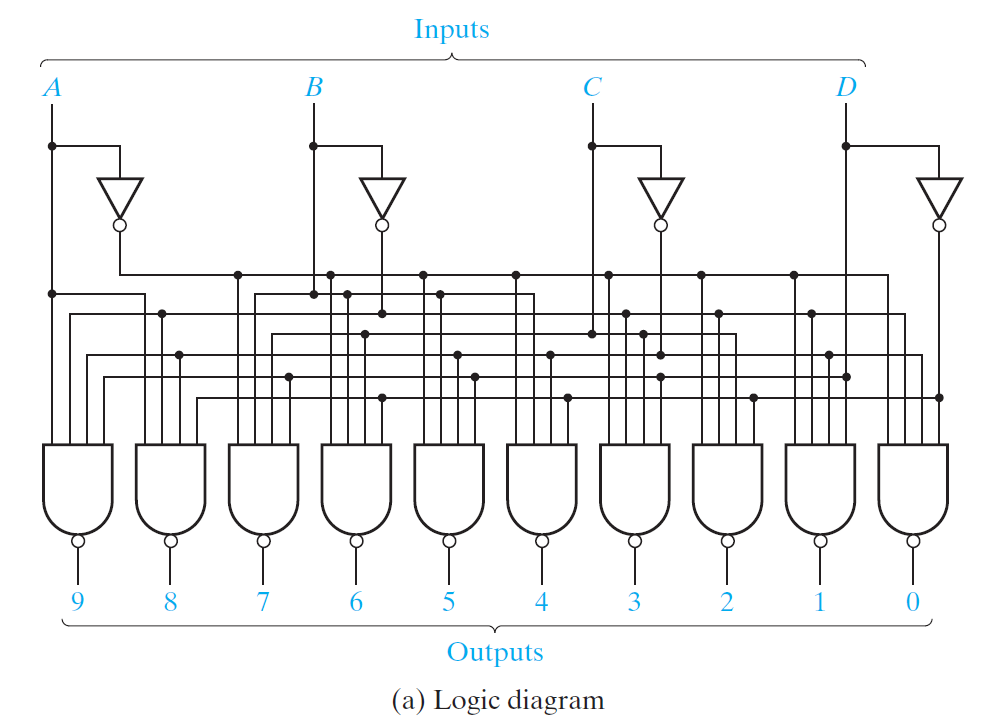 Inputs
A B C D
9 8 7 6 5 4 3 2 1 0
Outputs
(a) Logic diagram